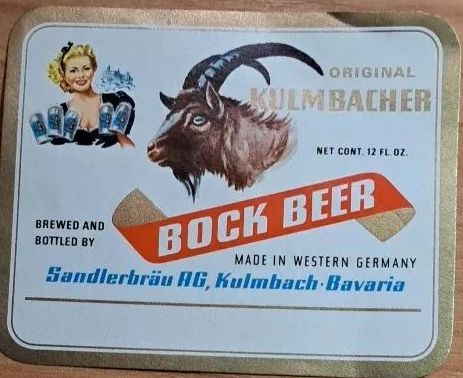 ORIGINAL
KULMBACHER
NET CONT. 12 FL. OZ.
BOCK BEER
BREWED AND
BOTTLED BY
MADE IN WESTERN GERMANY
Sandlerbräu AG, Kulmbach-Bavaria